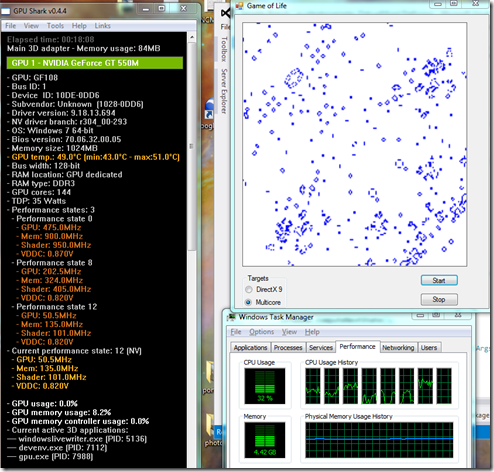 GPU Shark v0.4.4
File View Tools Help Links
Elapsed time: 00:18:08
Main 3D adapter - Memory usage: 84MB
GPU 1 - NVIDIA GeForce GT 550M
- GPU: GF108
- Bus ID: 1
- Device ID: 10DE-0DD6
- Subvendor: Unknown (1028-0DD6)
- Driver version: 9.18.13.694
- NV driver branch: r304_00-293
- OS: Windows 7 64-bit
- Bios version: 70.06.32.00.05
- Memory size: 1024MB
- GPU temp.: 49.0°C (min:43.0°C - max:51.0°C)
- Bus width: 128-bit
- RAM location: GPU dedicated
- RAM type: DDR3
- GPU cores: 144
- TDP: 35 Watts
- Performance states: 3
- Performance state 0
- GPU: 475.0MHz
- Mem: 900.0MHz
- Shader: 950.0MHz
- VDDC: 0.870V
- Performance state 8
- GPU: 202.5MHz
- Mem: 324.0MHz
- Shader: 405.0MHz
- VDDC: 0.820V
- Performance state 12
- GPU: 50.5MHz
- Mem: 135.0MHz
- Shader: 101.0MHz
- VDDC: 0.820V
- Current performance state: 12 (NV)
- GPU: 50.5MHz
- Mem: 135.0MHz
- Shader: 101.0MHz
- VDDC: 0.820V
- GPU usage: 0.0%
- GPU memory usage: 8.2%
- GPU memory controller usage: 0.0%
- Current active 3D applications:
── windowslivewriter.exe (PID: 5136)
── devenv.exe (PID: 7112)
── gpu.exe (PID: 7988)
Toolbox
Server Explorer
Game of Life
Targets
DirectX 9
Multicore
Start
Stop
Windows Task Manager
File Options View Help
Applications Processes Services Performance Networking Users
CPU Usage
CPU Usage History
32 %
Memory
Physical Memory Usage History
4.42 GB